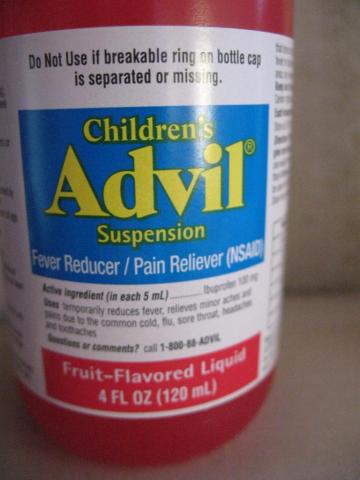 Do Not Use if breakable ring on bottle cap
is separated or missing.
Children's
Advil®
Suspension
Fever Reducer / Pain Reliever (NSAID)
Active ingredient (in each 5 mL) .......... Ibuprofen 100 mg
Uses temporarily reduces fever, relieves minor aches and
pains due to the common cold, flu, sore throat, headaches
and toothaches
Questions or comments? call 1-800-88-ADVIL
Fruit-Flavored Liquid
4 FL OZ (120 mL)